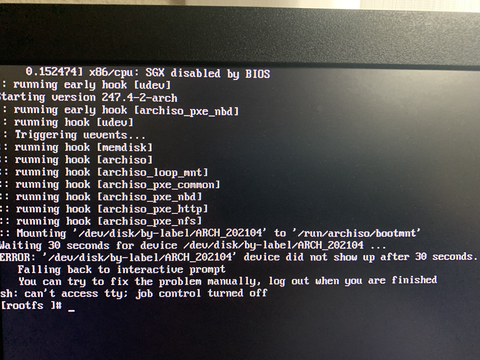 0.152474] x86/cpu: SGX disabled by BIOS
: running early hook [udev]
tarting version 247.4-2-arch
: running early hook [archiso_pxe_nbd]
: running hook [udev]
: Triggering uevents...
: running hook [memdisk]
: running hook [archiso]
:: running hook [archiso_loop_mnt]
:: running hook [archiso_pxe_common]
:: running hook [archiso_pxe_nbd]
:: running hook [archiso_pxe_http]
:: running hook [archiso_pxe_nfs]
:: Mounting '/dev/disk/by-label/ARCH_202104' to '/run/archiso/bootmnt'
Waiting 30 seconds for device /dev/disk/by-label/ARCH_202104 ...
ERROR: '/dev/disk/by-label/ARCH_202104' device did not show up after 30 seconds.
Falling back to interactive prompt
You can try to fix the problem manually, log out when you are finished
sh: can't access tty; job control turned off
[rootfs ]# _